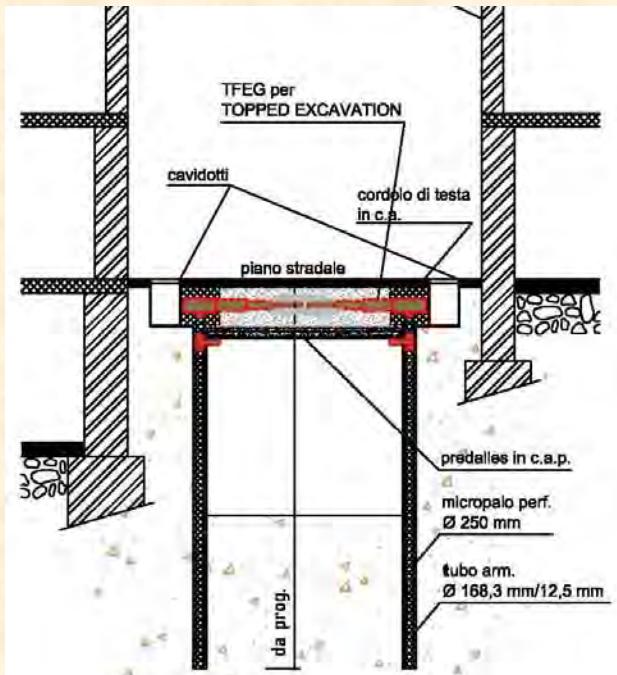 TFEG per
TOPPED EXCAVATION
cavidotti
cordolo di testa
in c.a.
piano stradale
predalles in c.a.p.
micropalo perf.
Ø 250 mm
tubo arm.
Ø 168,3 mm/12,5 mm
da prog.